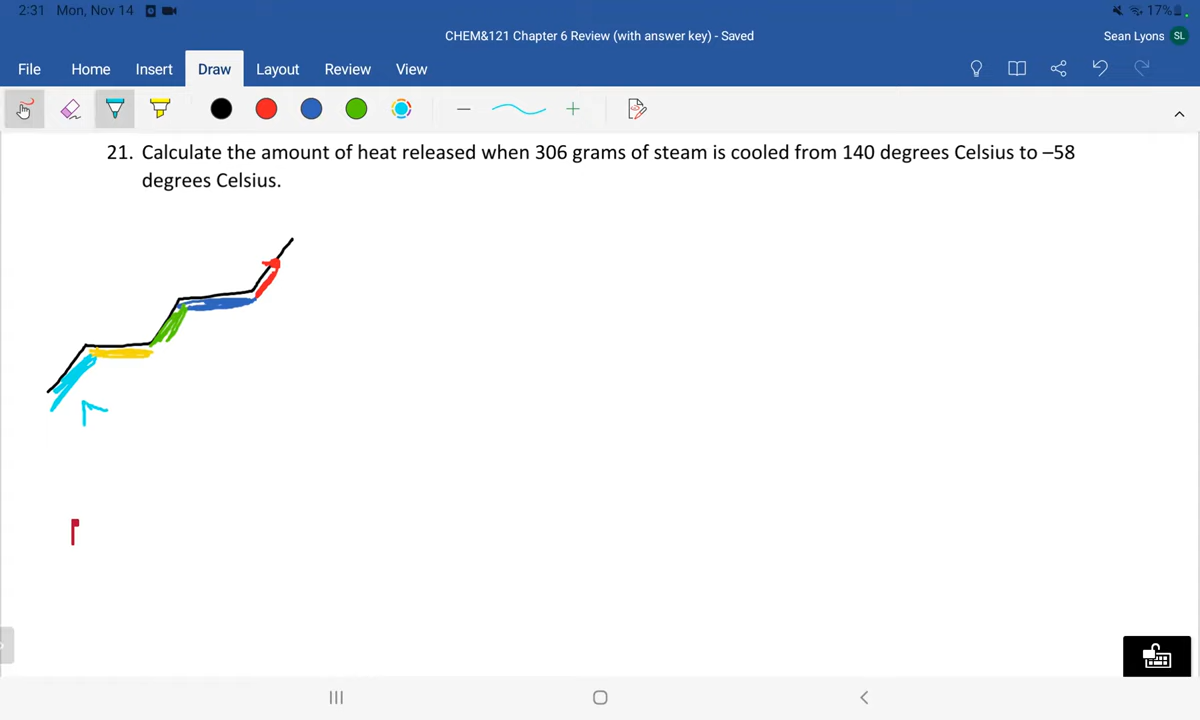 2:31 Mon, Nov 14 17%
CHEM&121 Chapter 6 Review (with answer key) - Saved
Sean Lyons SL
File Home Insert Draw Layout Review View
21. Calculate the amount of heat released when 306 grams of steam is cooled from 140 degrees Celsius to –58
degrees Celsius.